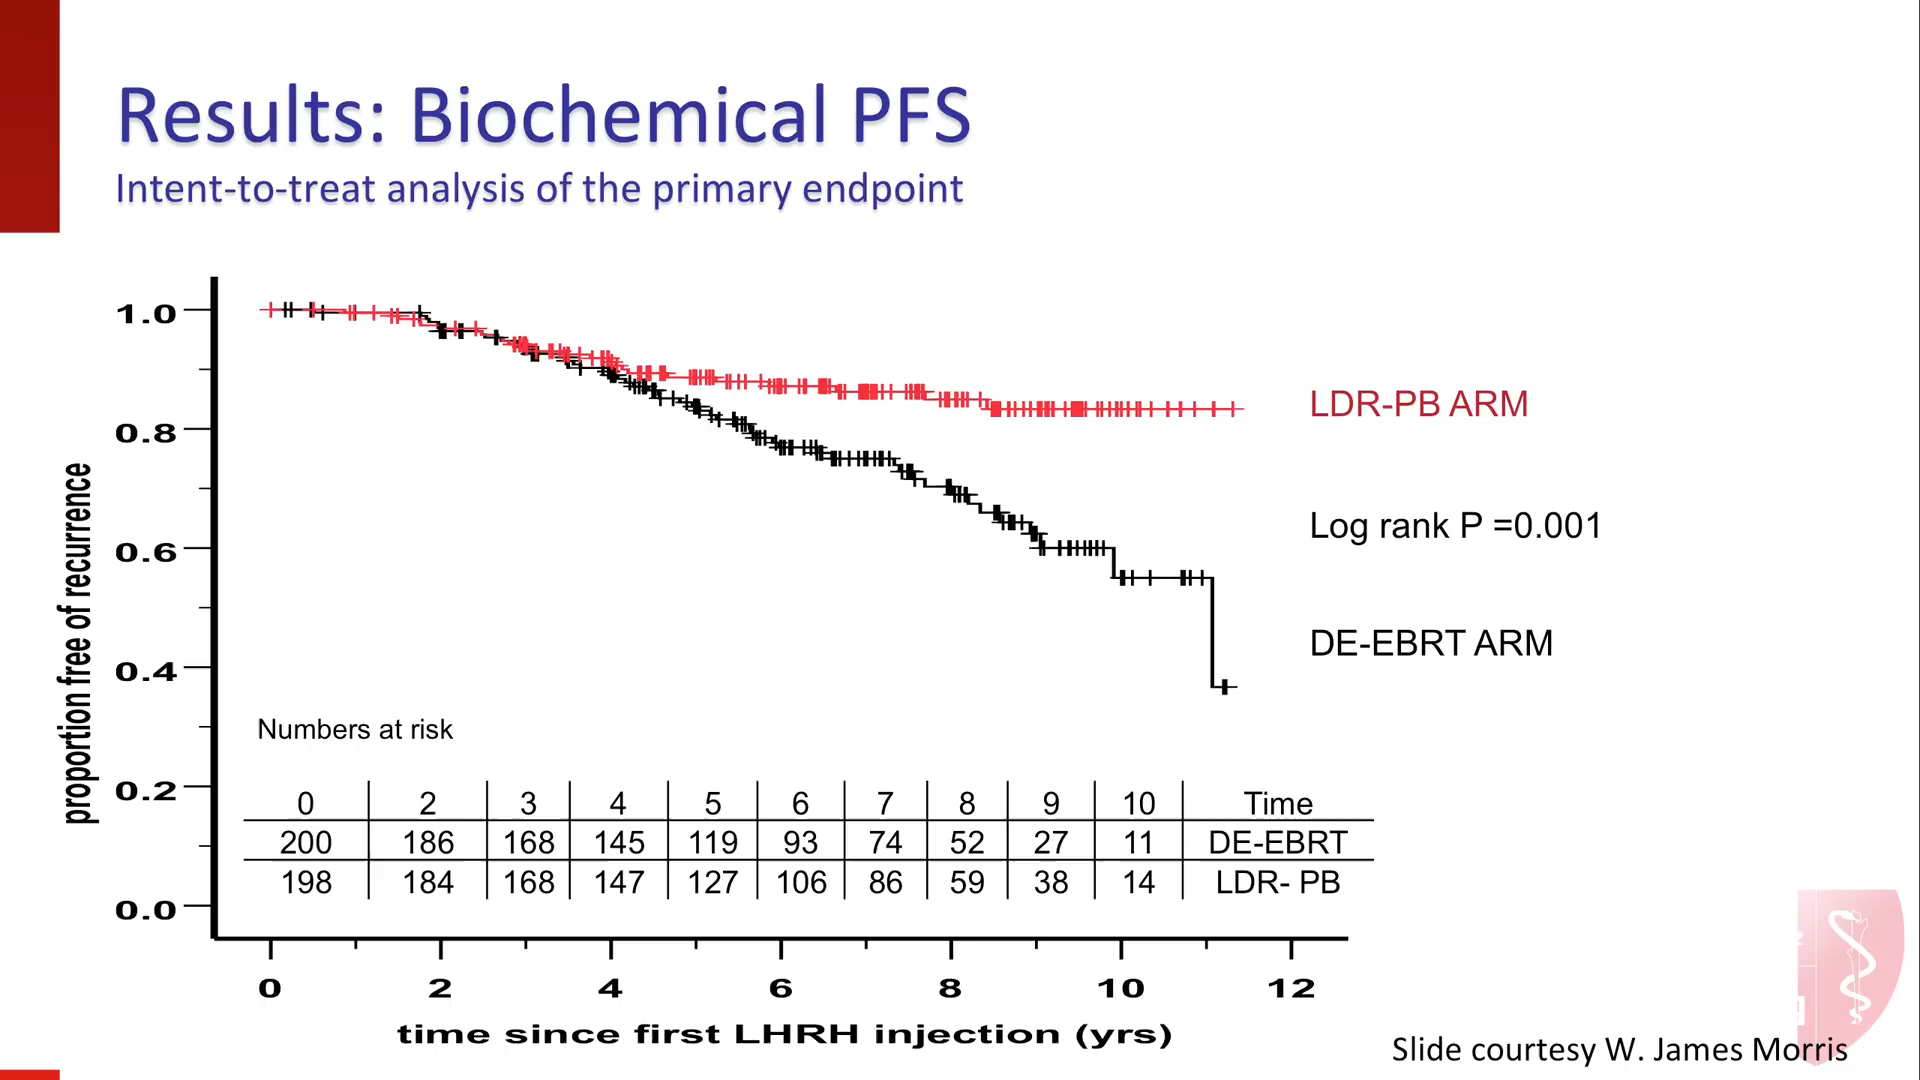 Results: Biochemical PFS
Intent-to-treat analysis of the primary endpoint
proportion free of recurrence
1.0
0.8
0.6
0.4
0.2
0.0
LDR-PB ARM
Log rank P =0.001
DE-EBRT ARM
Numbers at risk
0 2 3 4 5 6 7 8 9 10 Time
200 186 168 145 119 93 74 52 27 11 DE-EBRT
198 184 168 147 127 106 86 59 38 14 LDR- PB
0 2 4 6 8 10 12
time since first LHRH injection (yrs)
Slide courtesy W. James Morris